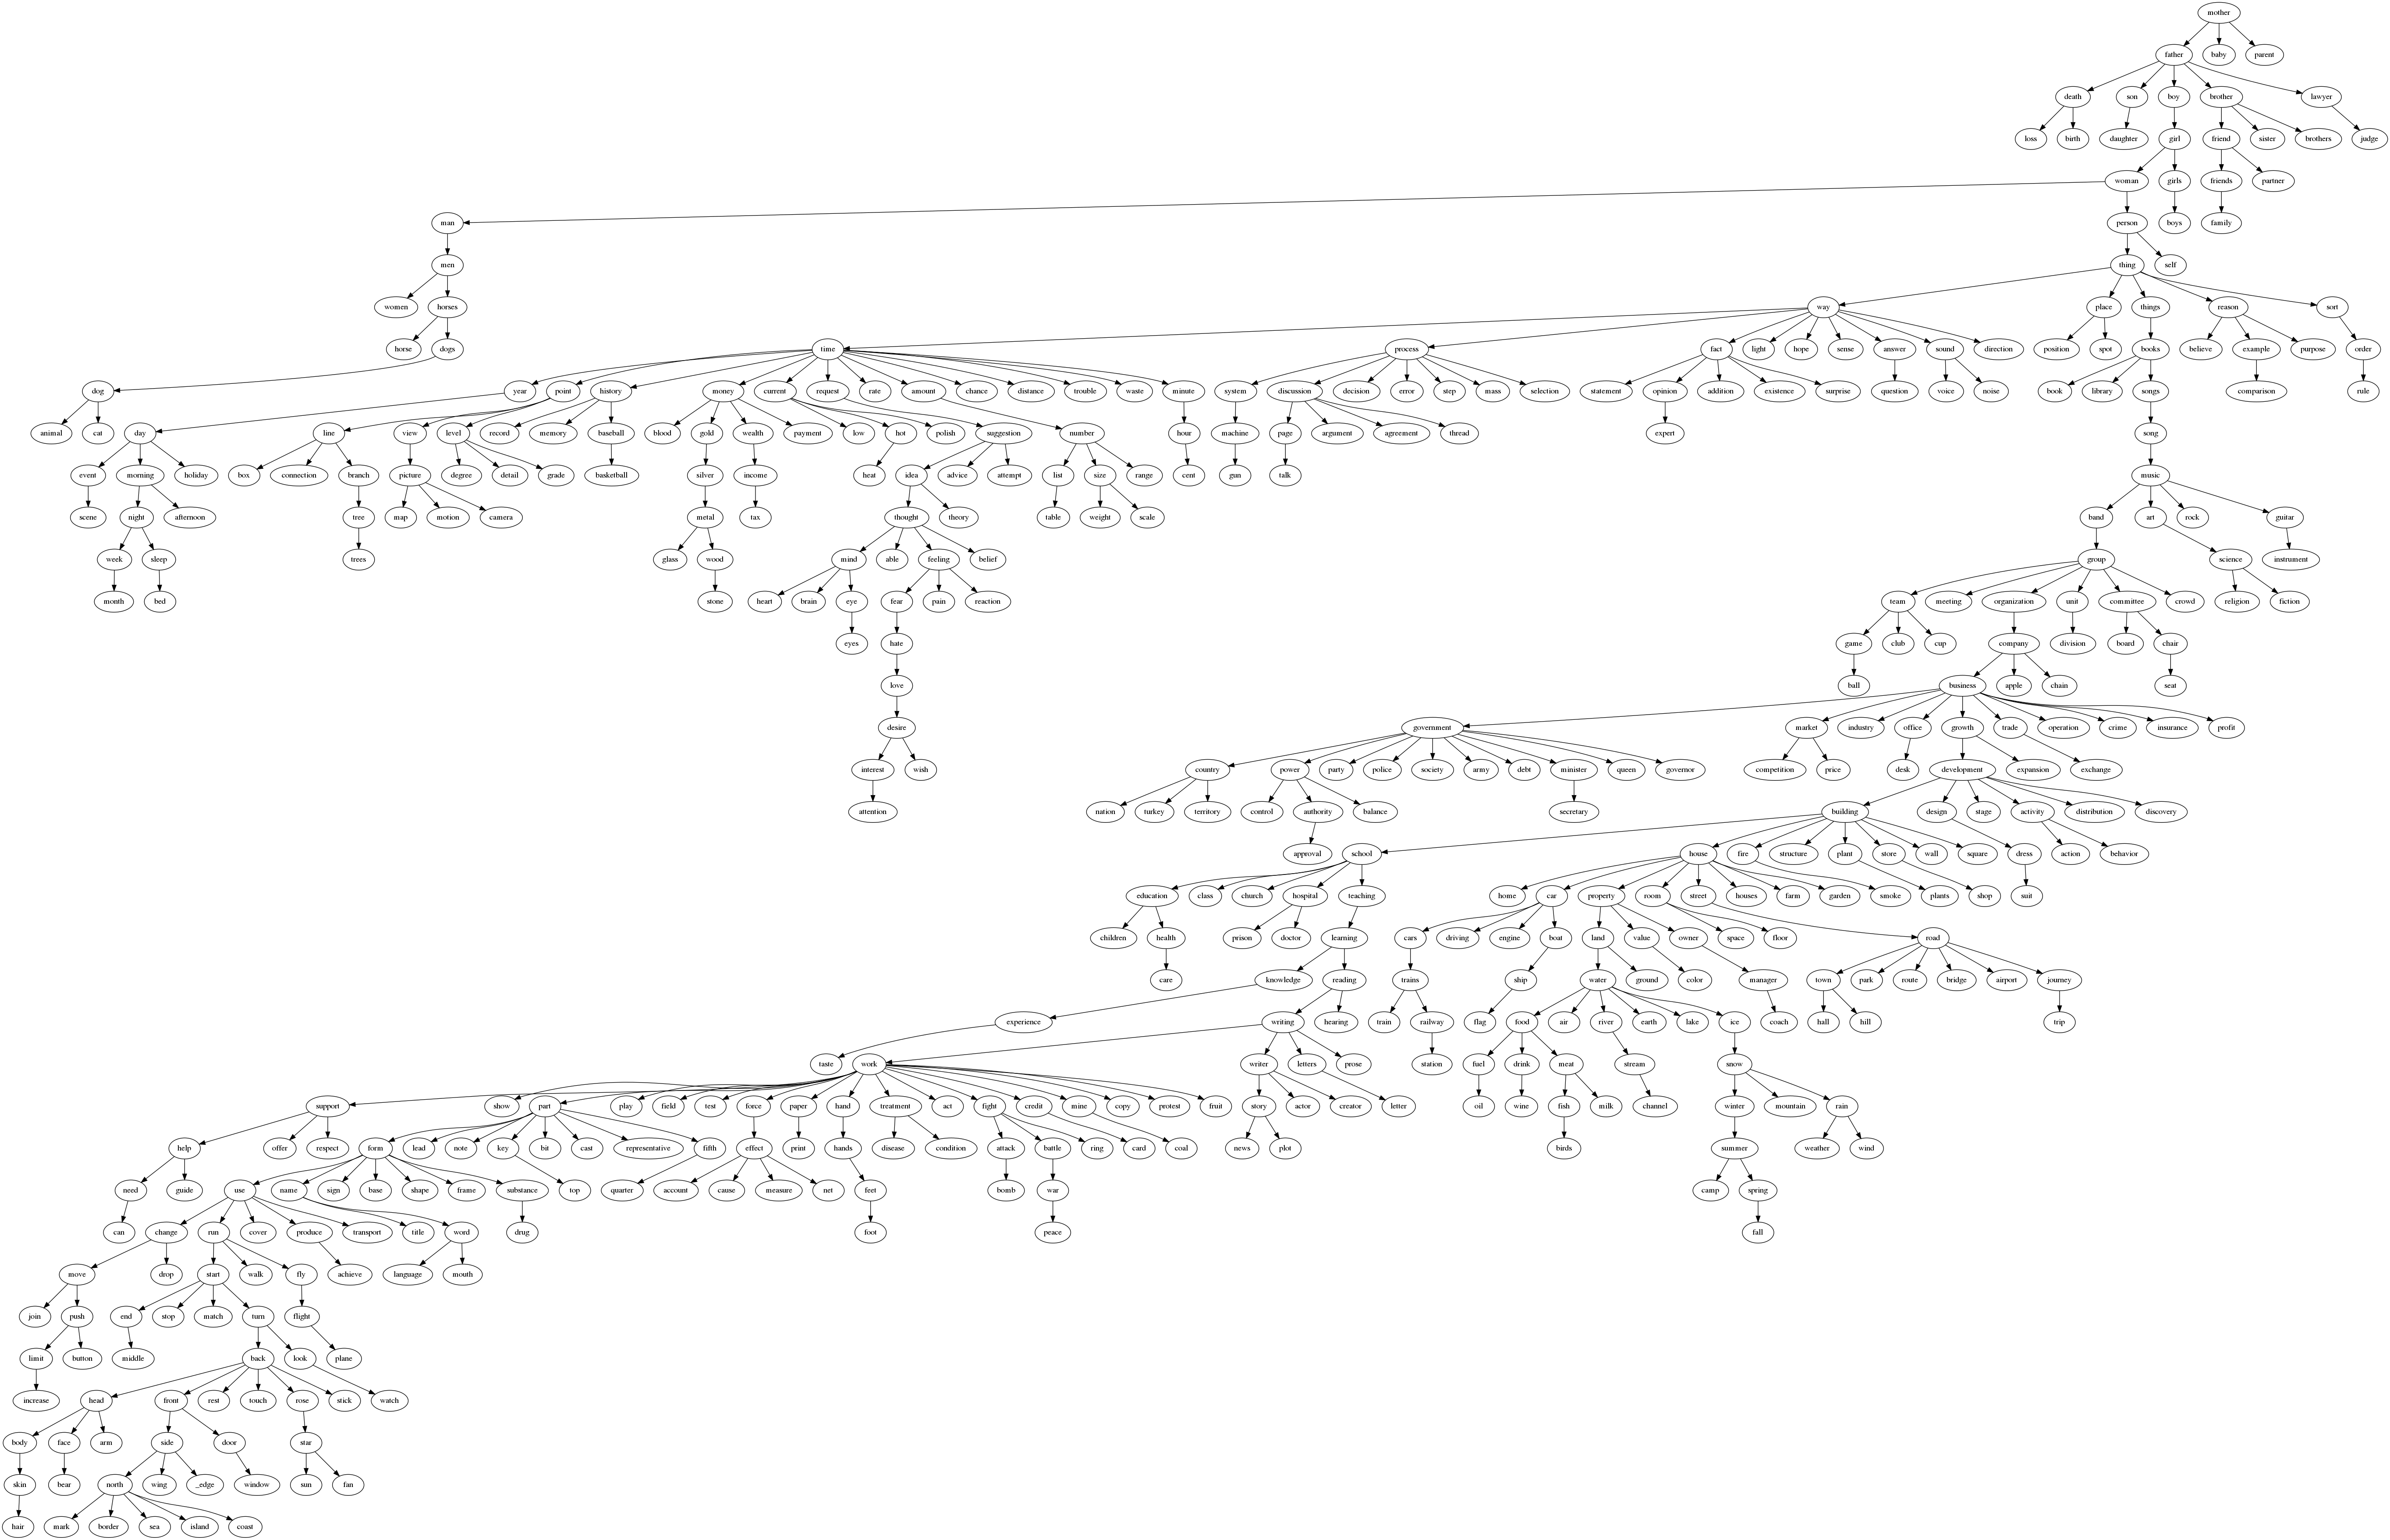 mother
father baby parent
death son boy brother lawyer
loss birth daughter girl friend sister brothers judge
woman girls friends partner
man person boys family
men thing self
women horses way place things reason sort
horse dogs time process fact light hope sense answer sound direction position spot books believe example purpose order
dog year point history money current request rate amount chance distance trouble waste minute system discussion decision error step mass selection statement opinion addition existence surprise question voice noise book library songs comparison rule
animal cat day line view level record memory baseball blood gold wealth payment low hot polish suggestion number hour machine page argument agreement thread expert song
event morning holiday box connection branch picture degree detail grade basketball silver income heat idea advice attempt list size range cent gun talk music
scene night afternoon tree map motion camera metal tax thought theory table weight scale band art rock guitar
week sleep trees glass wood mind able feeling belief group science instrument
month bed stone heart brain eye fear pain reaction team meeting organization unit committee crowd religion fiction
eyes hate game club cup company division board chair
love ball business apple chain seat
desire government market industry office growth trade operation crime insurance profit
interest wish country power party police society army debt minister queen governor competition price desk development expansion exchange
attention nation turkey territory control authority balance secretary building design stage activity distribution discovery
approval school house fire structure plant store wall square dress action behavior
education class church hospital teaching home car property room street houses farm garden smoke plants shop suit
children health prison doctor learning cars driving engine boat land value owner space floor road
care knowledge reading trains ship water ground color manager town park route bridge airport journey
experience writing hearing train railway flag food air river earth lake ice coach hall hill trip
taste work writer letters prose station fuel drink meat stream snow
support show part play field test force paper hand treatment act fight credit mine copy protest fruit story actor creator letter oil wine fish milk channel winter mountain rain
help offer respect form lead note key bit cast representative fifth effect print hands disease condition attack battle ring card coal news plot birds summer weather wind
need guide use name sign base shape frame substance top quarter account cause measure net feet bomb war camp spring
can change run cover produce transport title word drug foot peace fall
move drop start walk fly achieve language mouth
join push end stop match turn flight
limit button middle back look plane
increase head front rest touch rose stick watch
body face arm side door star
skin bear north wing _edge window sun fan
hair mark border sea island coast